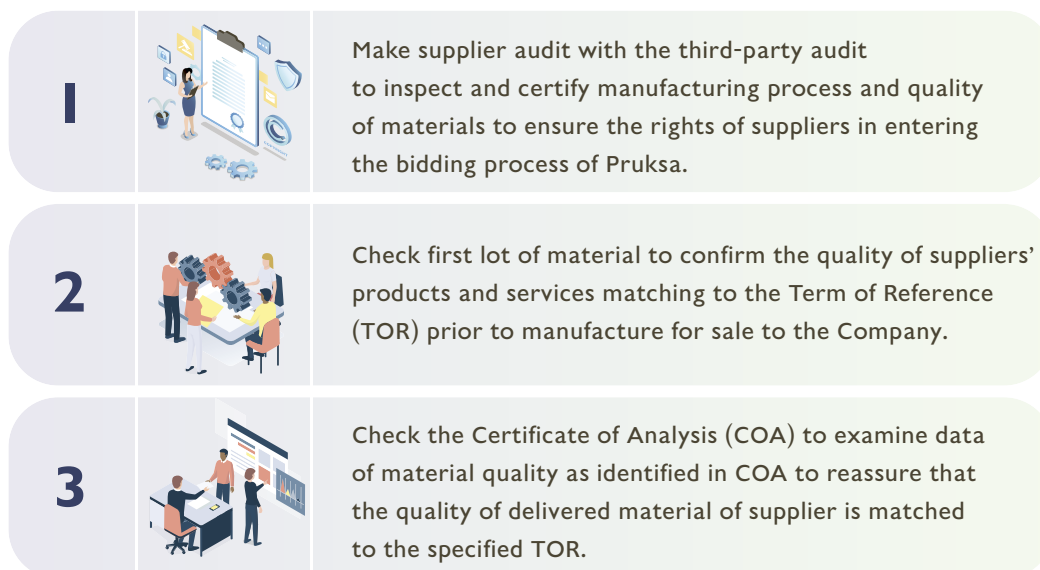 1
Make supplier audit with the third-party audit
to inspect and certify manufacturing process and quality
of materials to ensure the rights of suppliers in entering
the bidding process of Pruksa.
2
Check first lot of material to confirm the quality of suppliers’
products and services matching to the Term of Reference
(TOR) prior to manufacture for sale to the Company.
3
Check the Certificate of Analysis (COA) to examine data
of material quality as identified in COA to reassure that
the quality of delivered material of supplier is matched
to the specified TOR.